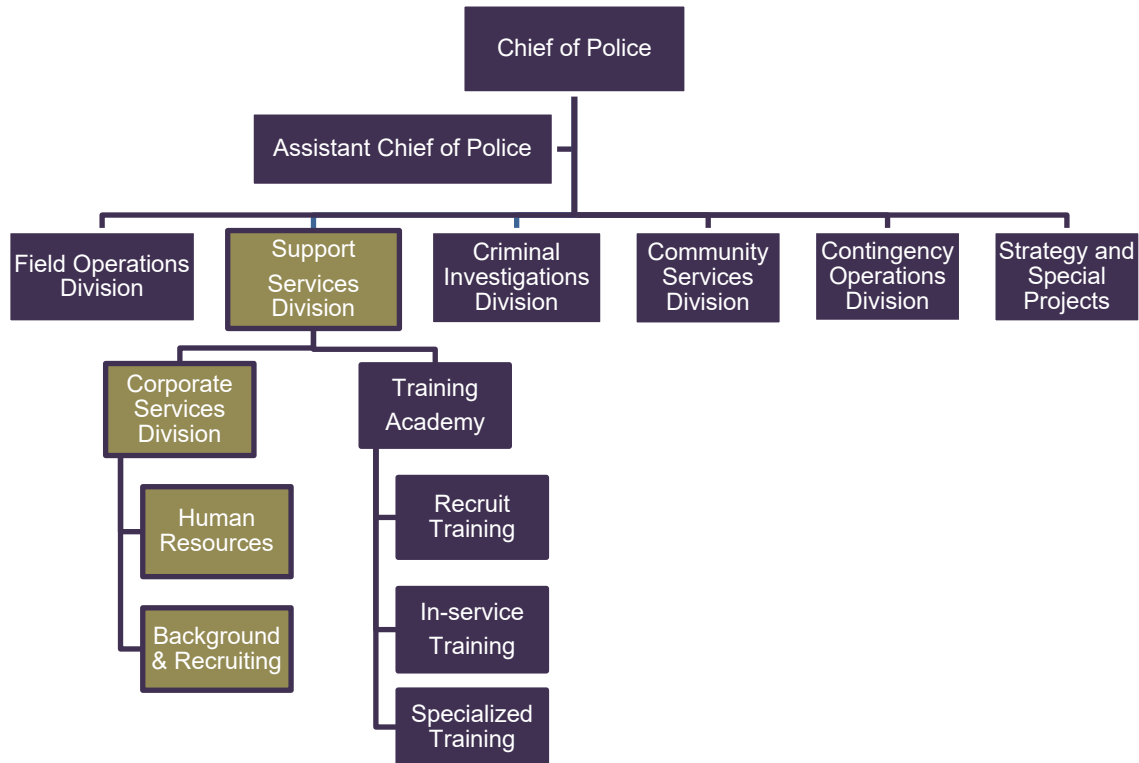 Chief of Police
Assistant Chief of Police
Field Operations
Division
Support
Services
Division
Criminal
Investigations
Division
Community
Services
Division
Contingency
Operations
Division
Strategy and
Special
Projects
Corporate
Services
Division
Training
Academy
Human
Resources
Recruit
Training
Background
& Recruiting
In-service
Training
Specialized
Training